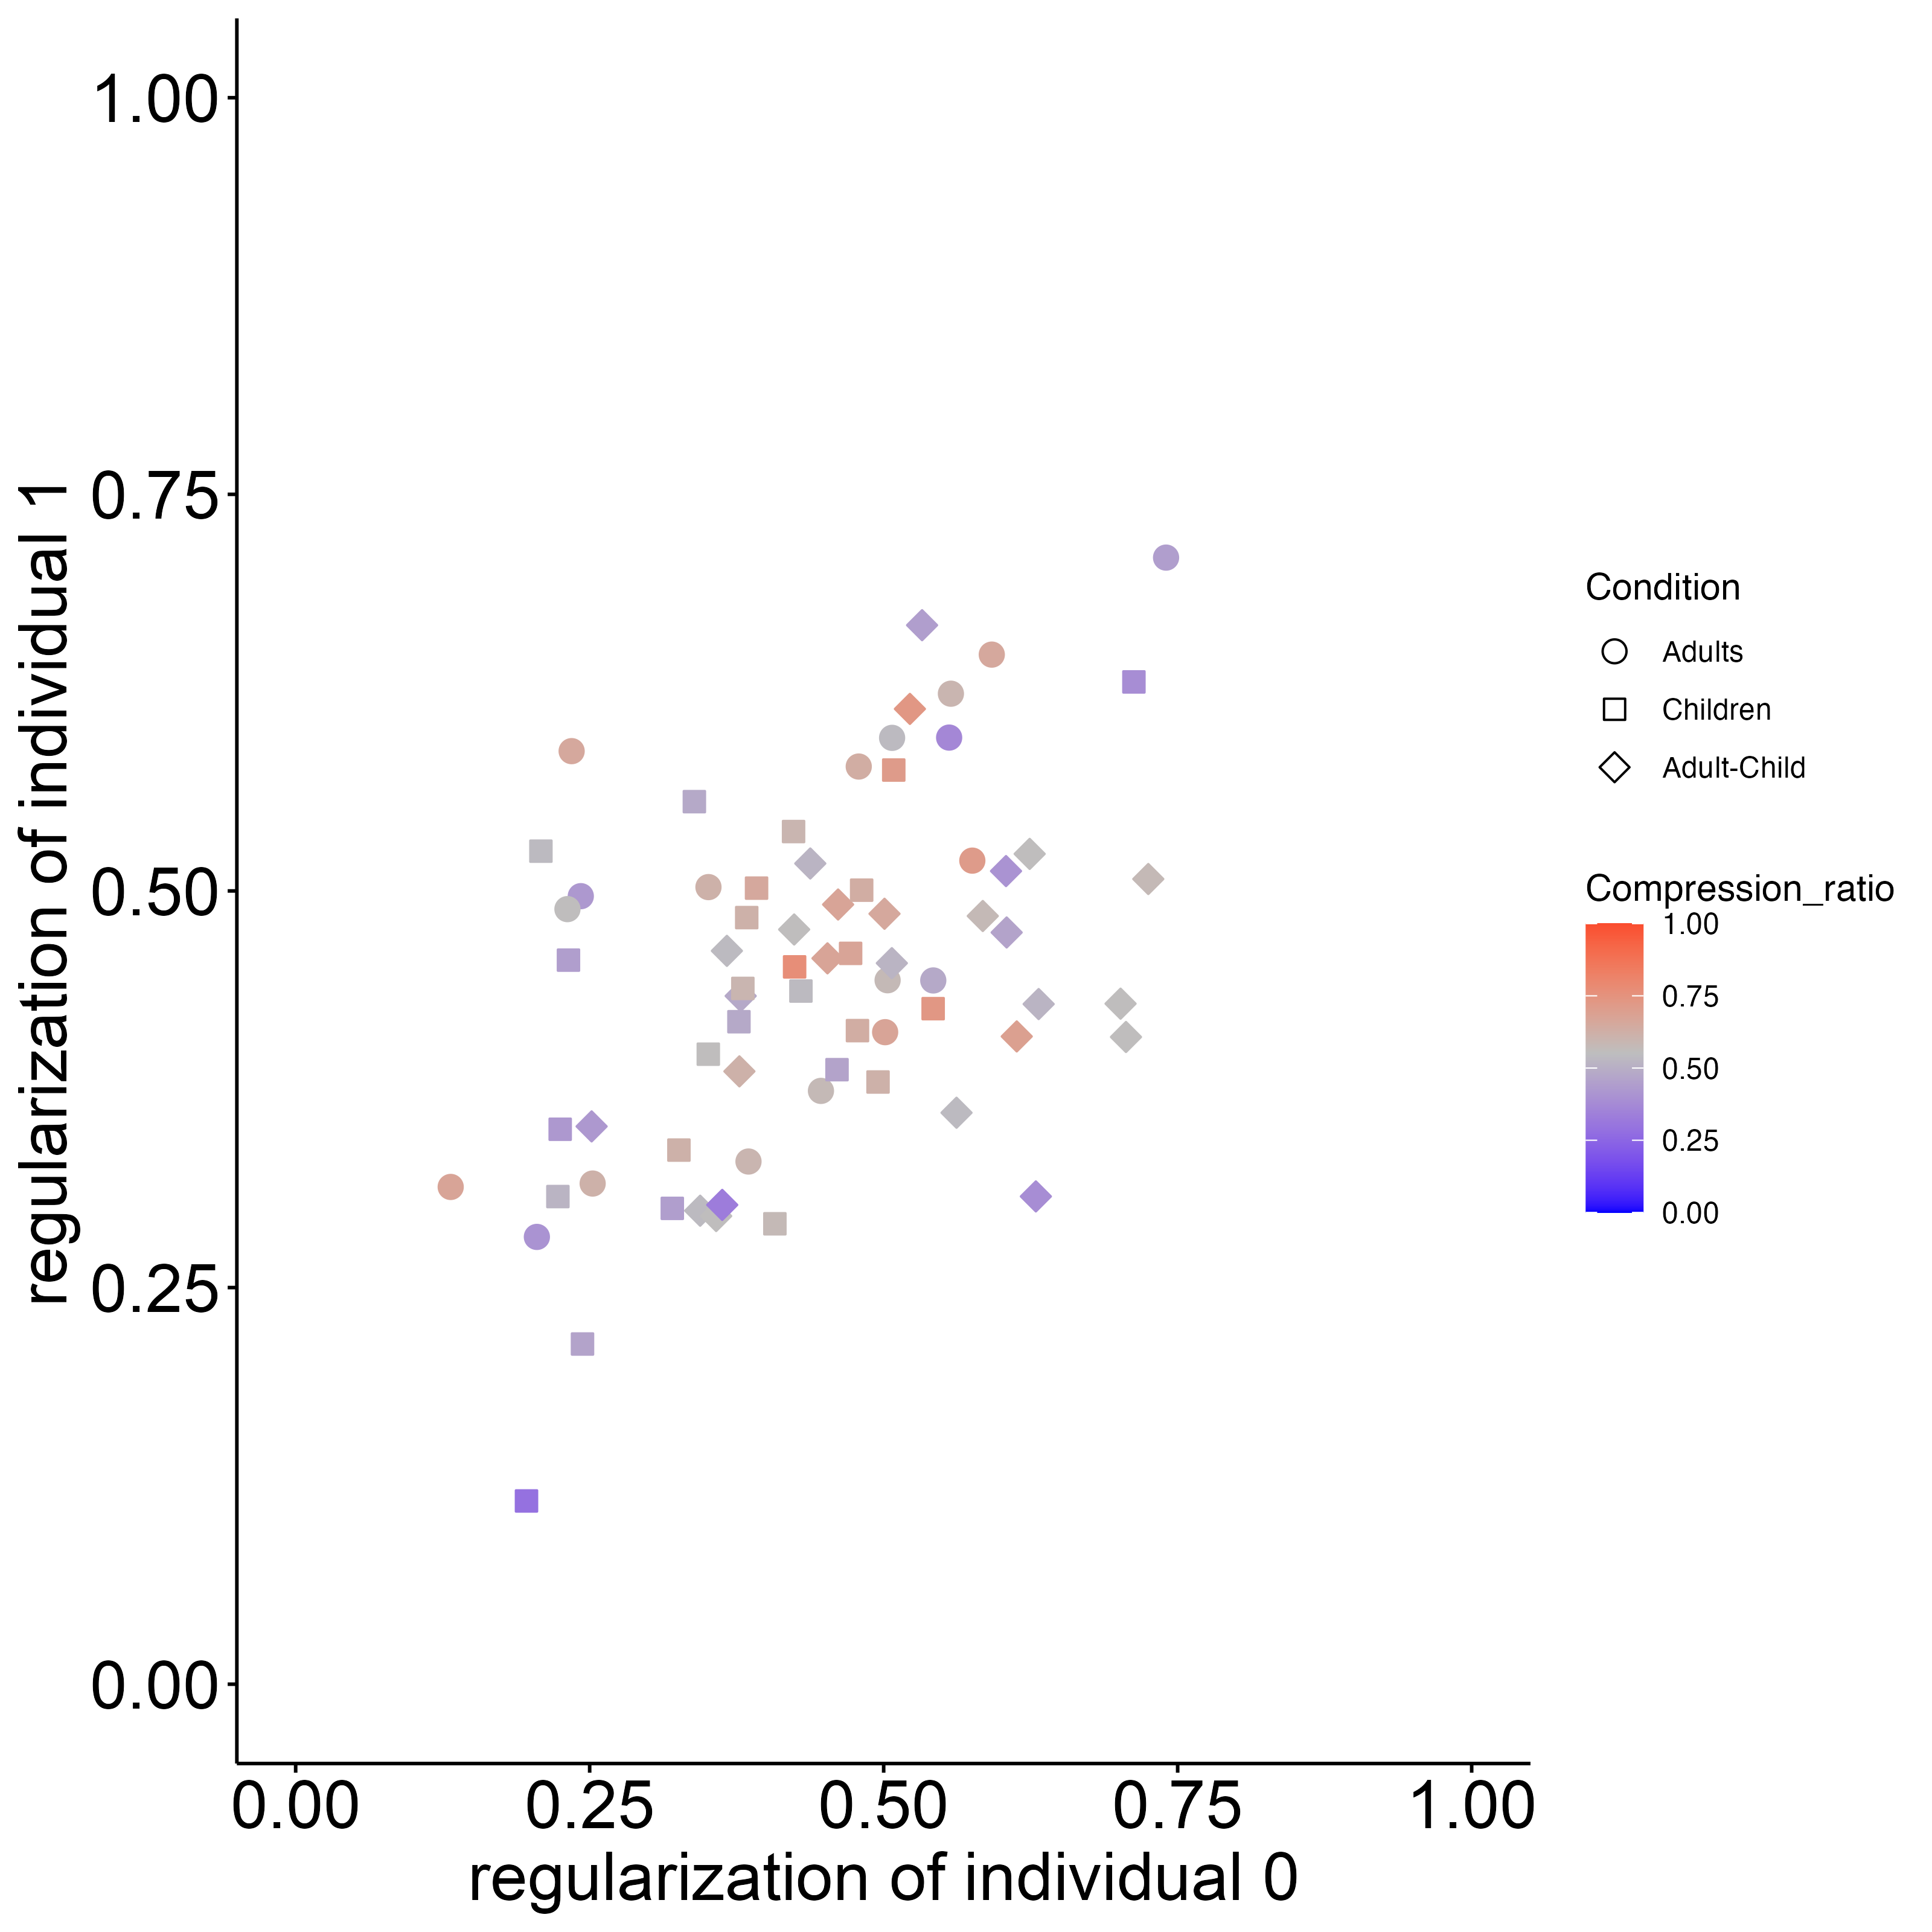 1.00
0.75
0.50
0.25
0.00
regularization of individual 1
0.00 0.25 0.50 0.75 1.00
regularization of individual 0
Condition
Adults
Children
Adult-Child
Compression_ratio
1.00
0.75
0.50
0.25
0.00